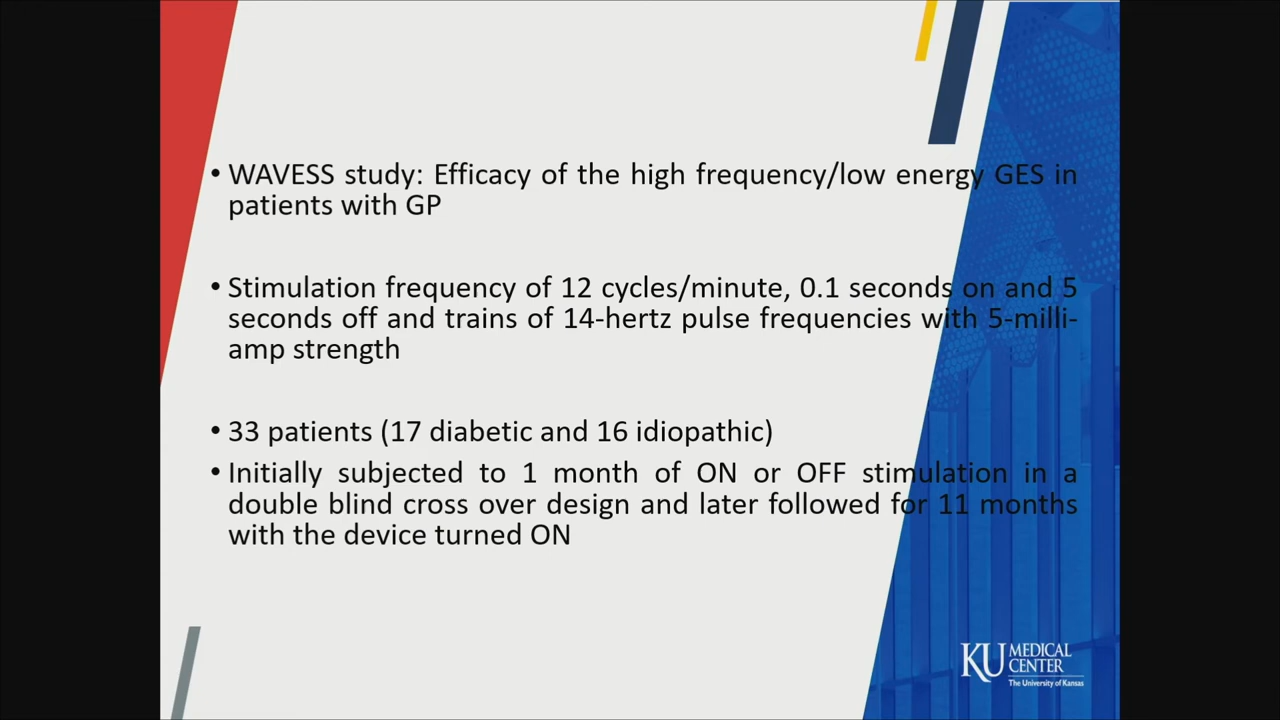 • WAVESS study: Efficacy of the high frequency/low energy GES in
patients with GP
• Stimulation frequency of 12 cycles/minute, 0.1 seconds on and 5
seconds off and trains of 14-hertz pulse frequencies with 5-milli-
amp strength
• 33 patients (17 diabetic and 16 idiopathic)
• Initially subjected to 1 month of ON or OFF stimulation in a
double blind cross over design and later followed for 11 months
with the device turned ON
KU MEDICAL
CENTER
The University of Kansas